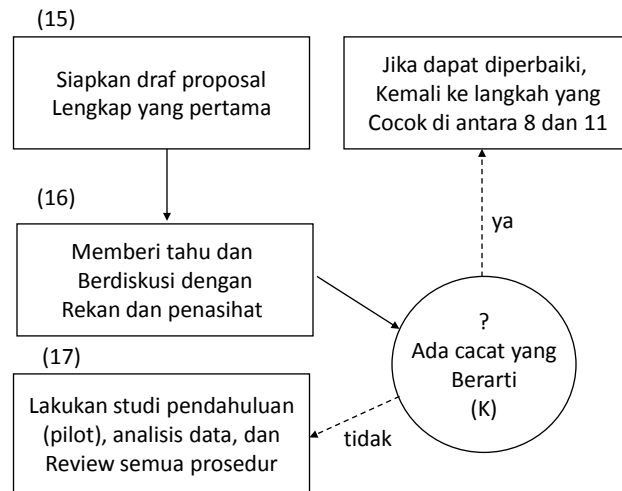 (15)
Siapkan draf proposal
Lengkap yang pertama
Jika dapat diperbaiki,
Kemali ke langkah yang
Cocok di antara 8 dan 11
(16)
Memberi tahu dan
Berdiskusi dengan
Rekan dan penasihat
ya
?
Ada cacat yang
Berarti
(K)
(17)
Lakukan studi pendahuluan
(pilot), analisis data, dan
Review semua prosedur
tidak